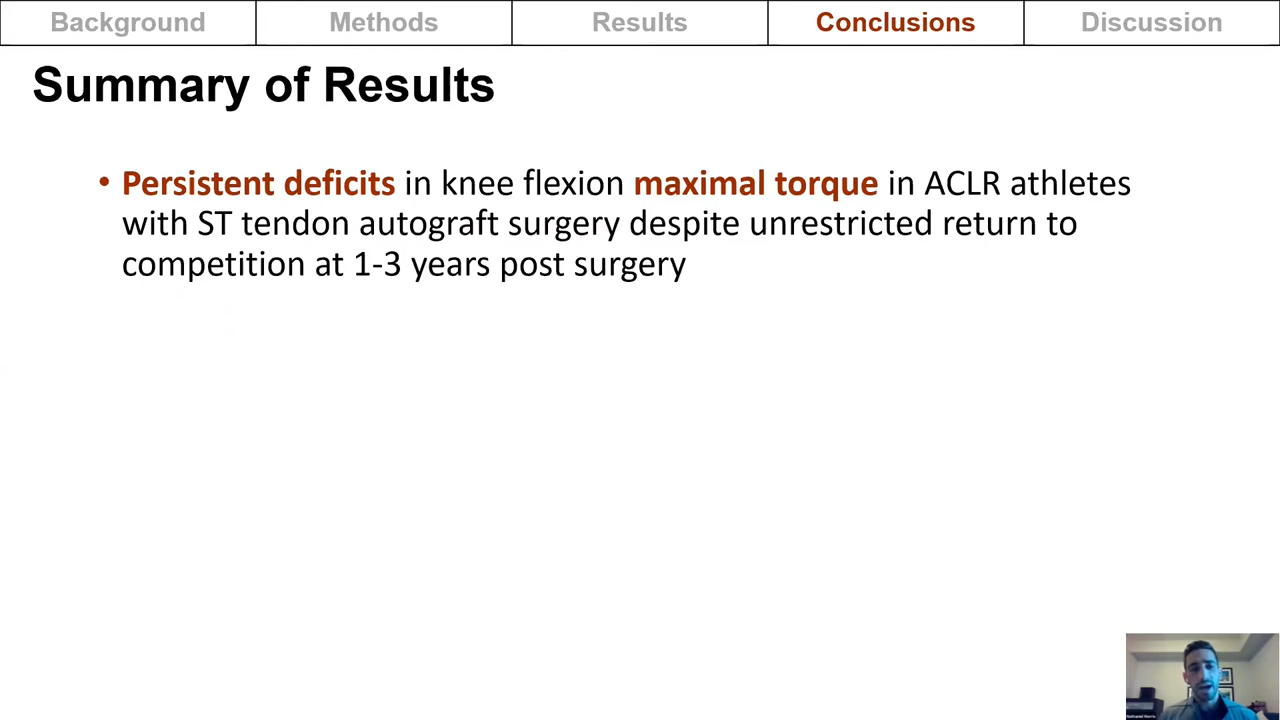 Background Methods Results Conclusions Discussion
Summary of Results
• Persistent deficits in knee flexion maximal torque in ACLR athletes
with ST tendon autograft surgery despite unrestricted return to
competition at 1-3 years post surgery